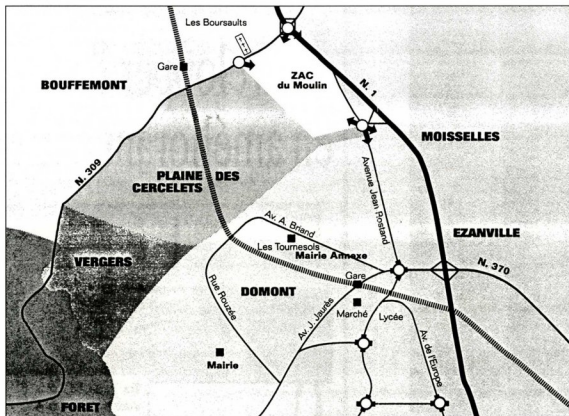 Les Boursaults
Gare
ZAC
du Moulin
BOUFFEMONT
N. 1
MOISSELLES
N. 309
PLAINE DES
CERCELETS
Avenue Jean Rostand
Av. A. Briand
EZANVILLE
Les Tournesols
Mairie Annexe
VERGERS
N. 370
Gare
Rue Rouzée
DOMONT
Av. J. Jaurès
Marché
Lycée
Av. de l'Europe
Mairie
FORET